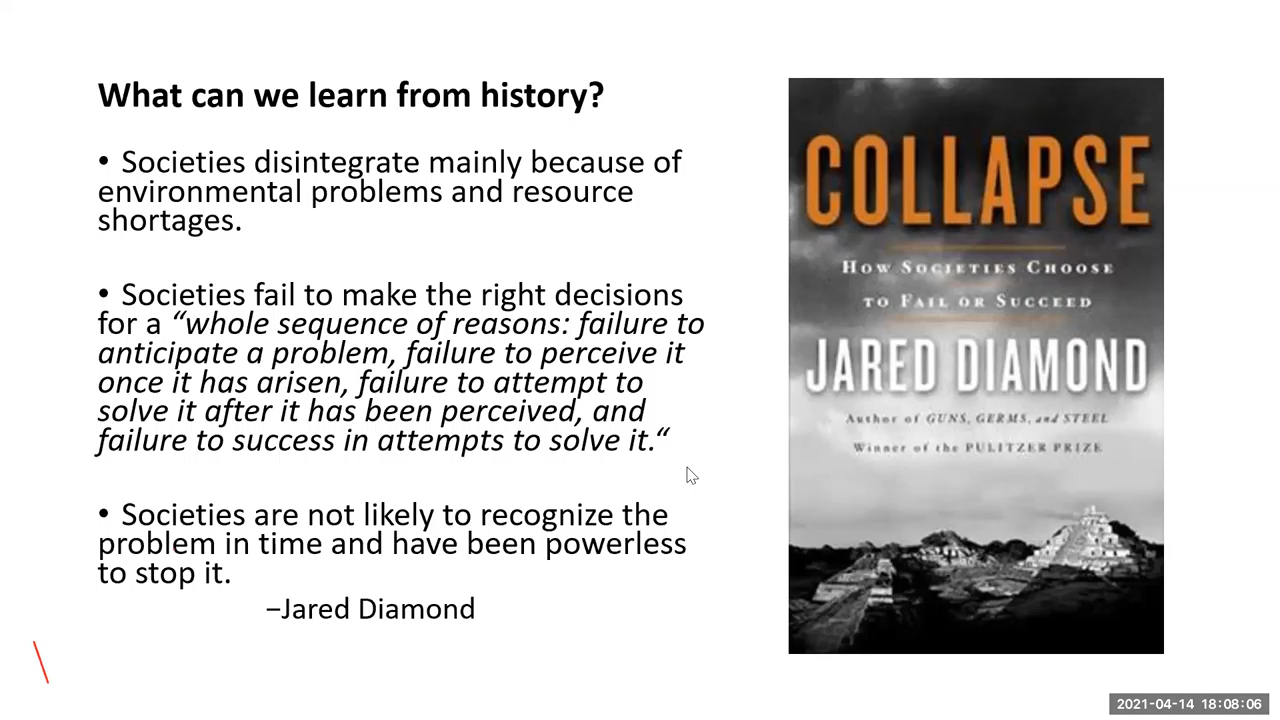 What can we learn from history?
• Societies disintegrate mainly because of
environmental problems and resource
shortages.
• Societies fail to make the right decisions
for a “whole sequence of reasons: failure to
anticipate a problem, failure to perceive it
once it has arisen, failure to attempt to
solve it after it has been perceived, and
failure to success in attempts to solve it.“
• Societies are not likely to recognize the
problem in time and have been powerless
to stop it.
–Jared Diamond
COLLAPSE
HOW SOCIETIES CHOOSE
TO FAIL OR SUCCEED
JARED DIAMOND
Author of GUNS, GERMS, and STEEL
Winner of the PULITZER PRIZE
2021-04-14 18:08:06